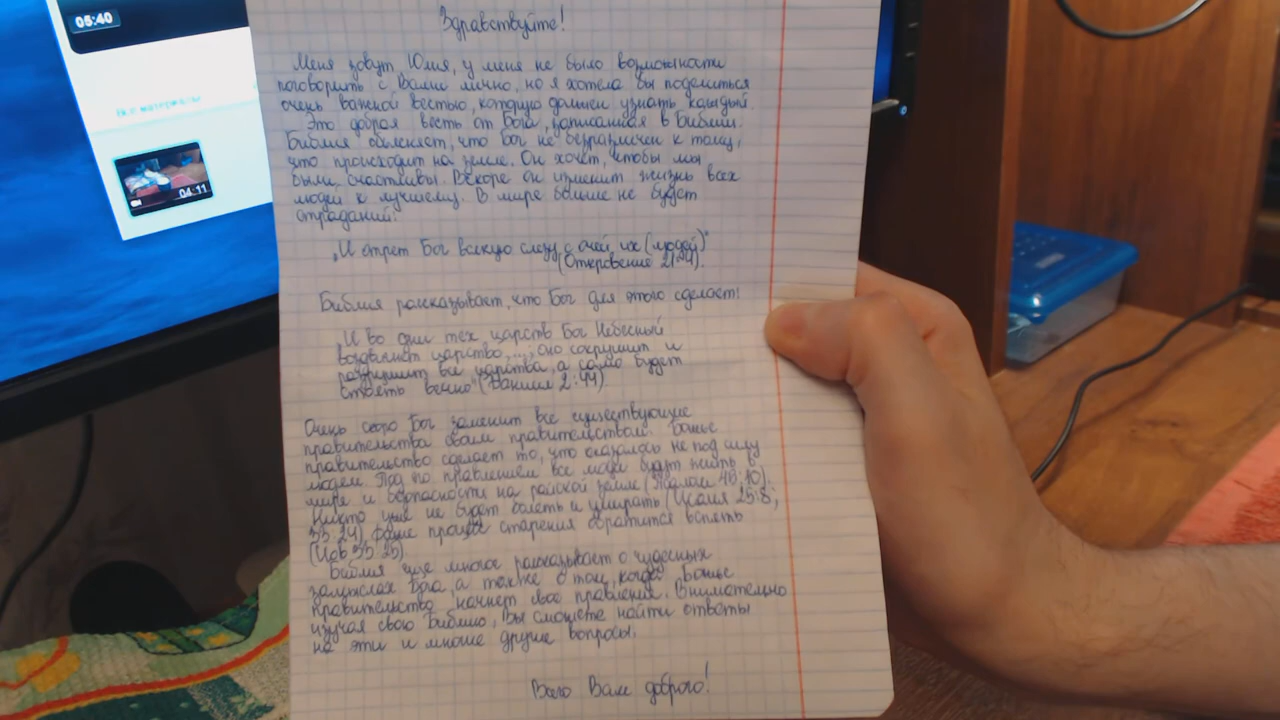 05:40
Все материалы
04:11
Здравствуйте!
Меня зовут Юлия, у меня не было возможности
поговорить с Вами лично, но я хотела бы поделиться
очень важной вестью, которую должен узнать каждый.
Это добрая весть от Бога, записанная в Библии.
Библия объясняет, что Бог не безразличен к тому,
что происходит на земле. Он хочет, чтобы мы
были счастливы. Вскоре он изменит жизнь всех
людей к лучшему. В мире больше не будет
страданий:
„И отрет Бог всякую слезу с очей их (людей)"
(Откровение 21:4).
Библия рассказывает, что Бог для этого сделает:
„И во дни тех царств Бог Небесный
воздвигнет царство, ..., оно сокрушит и
разрушит все царства, а само будет
стоять вечно" (Даниил 2:44)
Очень скоро Бог заменит все существующие
правительства своим правительством. Божье
правительство сделает то, что оказалось не под силу
людям. Под его правлением все люди будут жить в
мире и безопасности на райской земле (Псалом 46:10).
Никто уже не будет болеть и умирать (Исаия 25:8;
33:24). Даже процесс старения обратится вспять
(Иов 33:25).
Библия еще многое рассказывает о чудесных
замыслах Бога, а также о том, когда Божье
правительство начнет свое правление. Внимательно
изучая свою Библию, Вы сможете найти ответы
на эти и многие другие вопросы.
Всего Вам доброго!